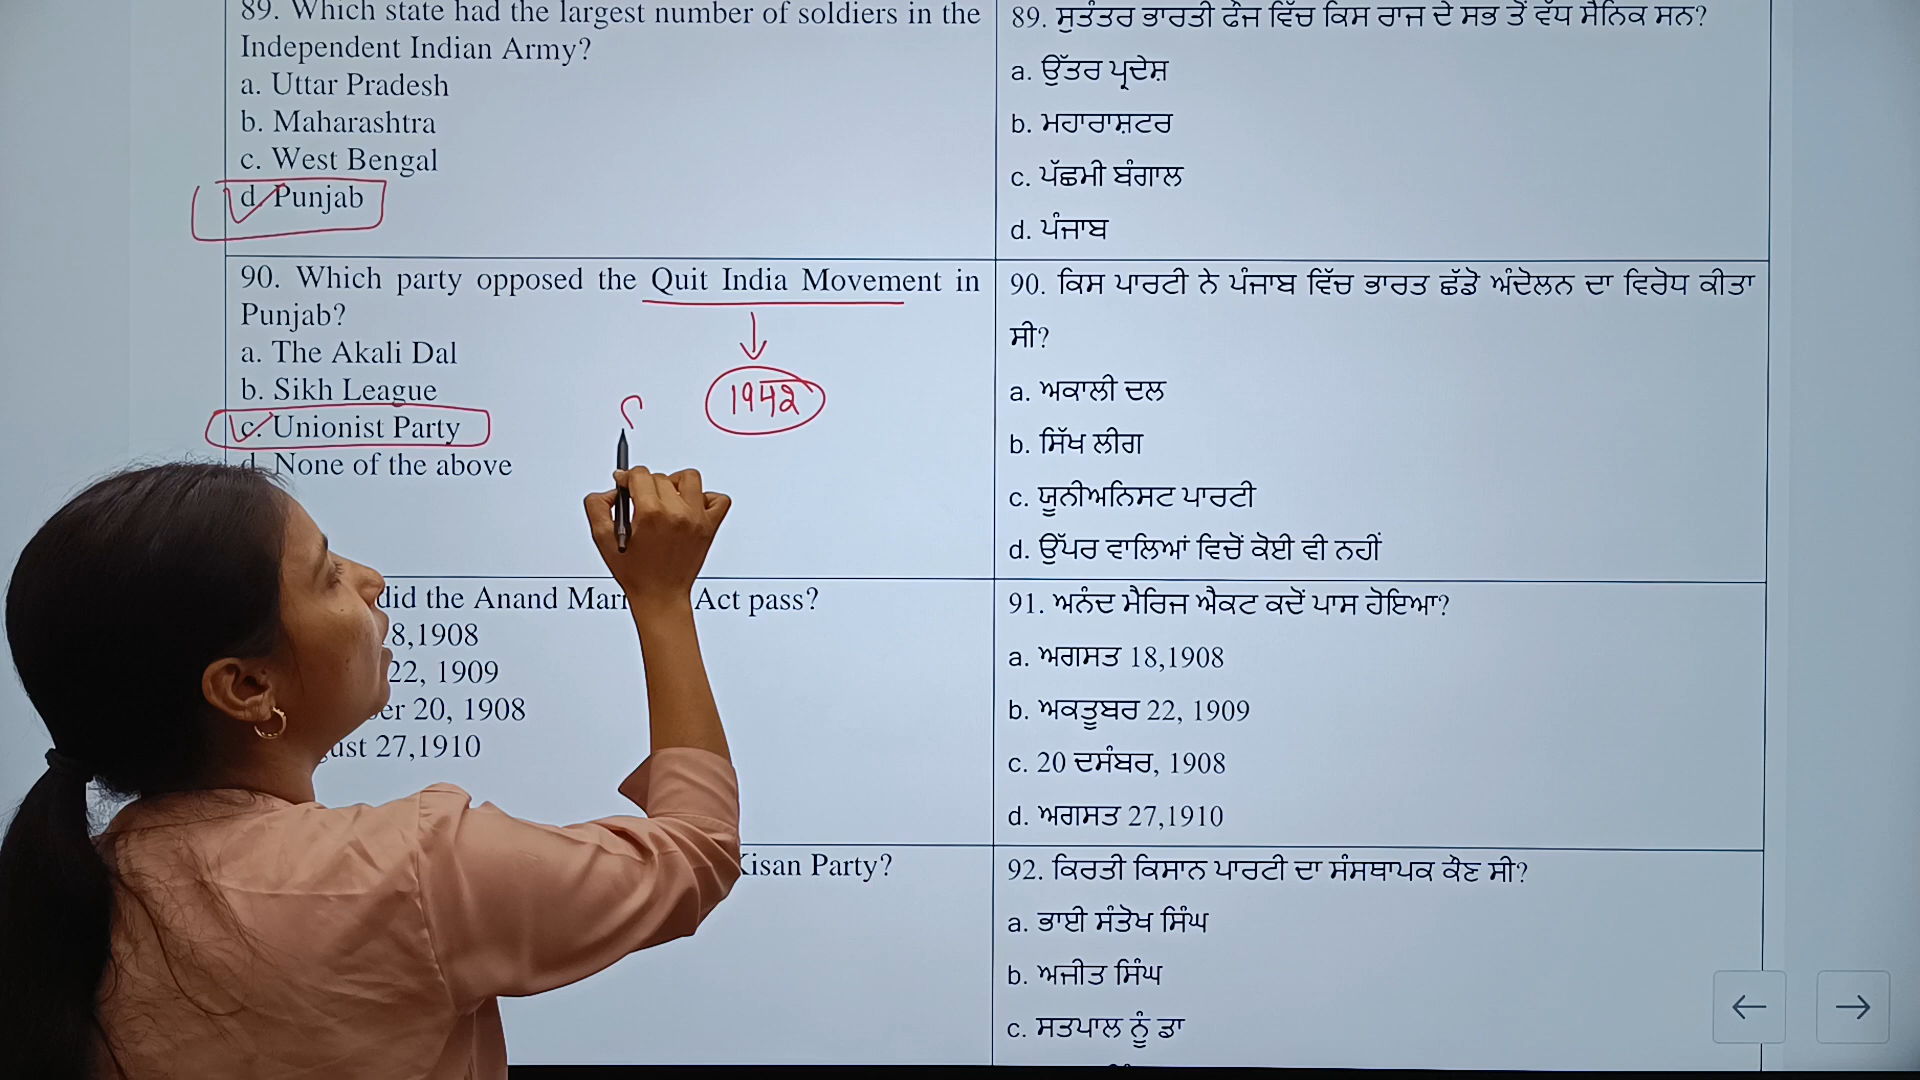 89. Which state had the largest number of soldiers in the
Independent Indian Army?
a. Uttar Pradesh
b. Maharashtra
c. West Bengal
d. Punjab
89. ਸੁਤੰਤਰ ਭਾਰਤੀ ਫੌਜ ਵਿੱਚ ਕਿਸ ਰਾਜ ਦੇ ਸਭ ਤੋਂ ਵੱਧ ਸੈਨਿਕ ਸਨ?
a. ਉੱਤਰ ਪ੍ਰਦੇਸ਼
b. ਮਹਾਰਾਸ਼ਟਰ
c. ਪੱਛਮੀ ਬੰਗਾਲ
d. ਪੰਜਾਬ
90. Which party opposed the Quit India Movement in
Punjab?
a. The Akali Dal
b. Sikh League
c. Unionist Party
d. None of the above
1942
90. ਕਿਸ ਪਾਰਟੀ ਨੇ ਪੰਜਾਬ ਵਿੱਚ ਭਾਰਤ ਛੱਡੋ ਅੰਦੋਲਨ ਦਾ ਵਿਰੋਧ ਕੀਤਾ
ਸੀ?
a. ਅਕਾਲੀ ਦਲ
b. ਸਿੱਖ ਲੀਗ
c. ਯੂਨੀਅਨਿਸਟ ਪਾਰਟੀ
d. ਉੱਪਰ ਵਾਲਿਆਂ ਵਿਚੋਂ ਕੋਈ ਵੀ ਨਹੀਂ
did the Anand Act pass?
8,1908
22, 1909
20, 1908
27,1910
91. ਅਨੰਦ ਮੈਰਿਜ ਐਕਟ ਕਦੋਂ ਪਾਸ ਹੋਇਆ?
a. ਅਗਸਤ 18,1908
b. ਅਕਤੂਬਰ 22, 1909
c. 20 ਦਸੰਬਰ, 1908
d. ਅਗਸਤ 27,1910
Kisan Party?
92. ਕਿਰਤੀ ਕਿਸਾਨ ਪਾਰਟੀ ਦਾ ਸੰਸਥਾਪਕ ਕੌਣ ਸੀ?
a. ਭਾਈ ਸੰਤੋਖ ਸਿੰਘ
b. ਅਜੀਤ ਸਿੰਘ
c. ਸਤਪਾਲ ਨੂੰ ਡਾ